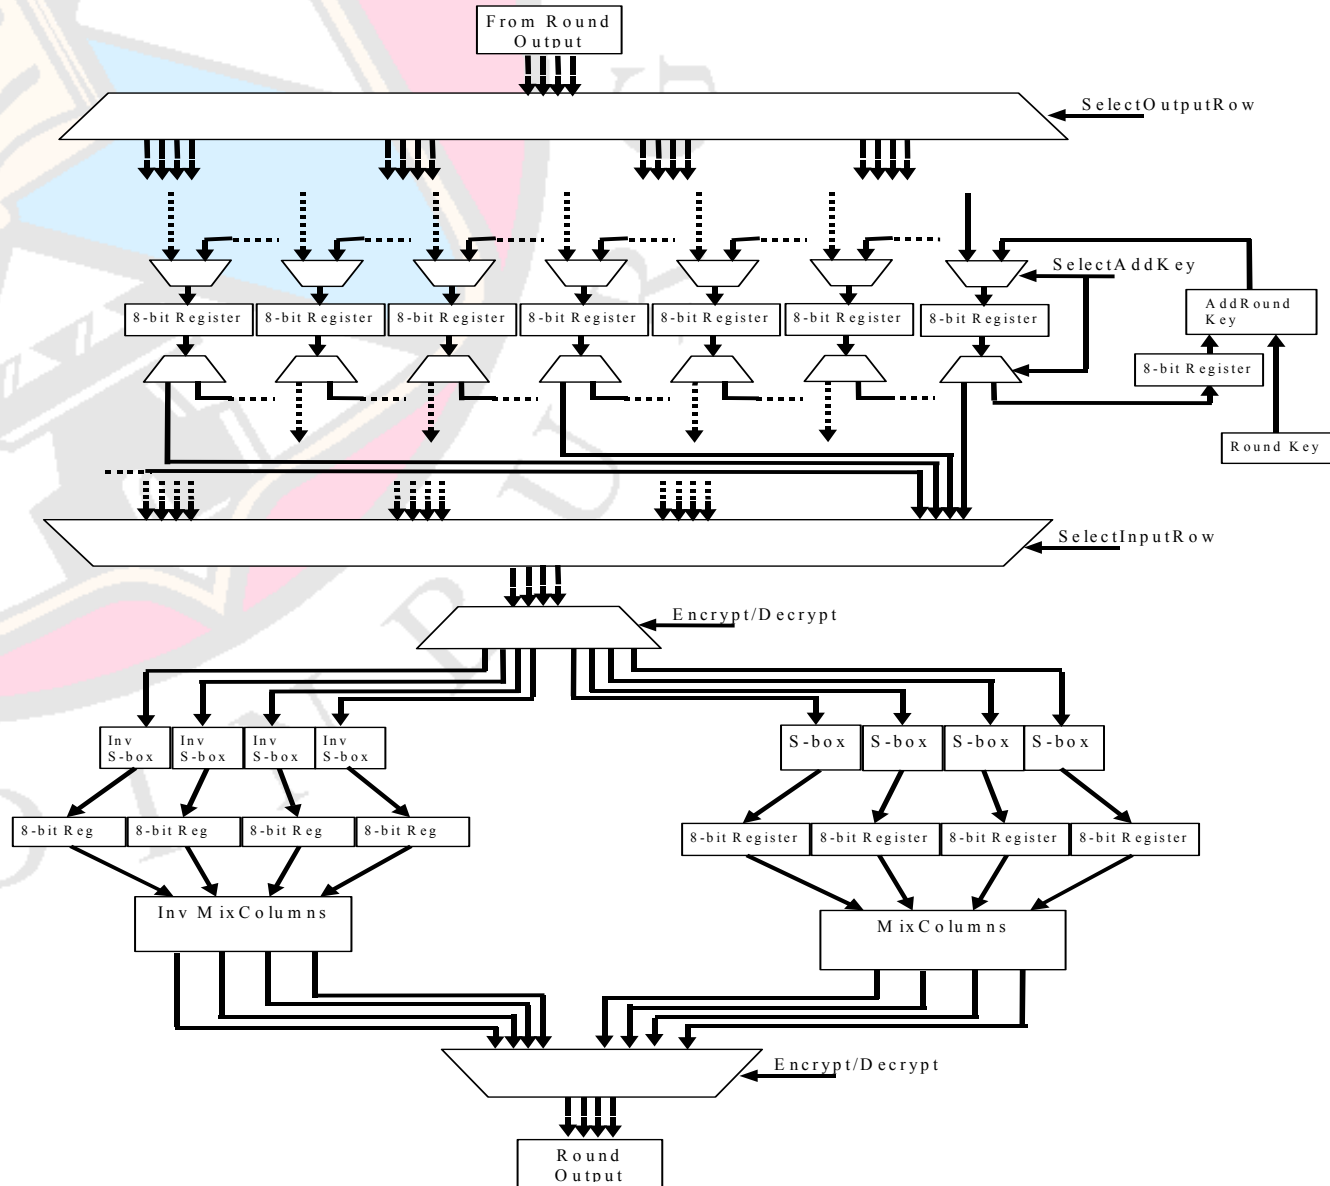 From Round
Output
SelectOutputRow
SelectAddKey
8-bit Register
8-bit Register
8-bit Register
8-bit Register
8-bit Register
8-bit Register
8-bit Register
AddRound
Key
8-bit Register
Round Key
SelectInputRow
Encrypt/Decrypt
Inv
S-box
Inv
S-box
Inv
S-box
Inv
S-box
S-box
S-box
S-box
S-box
8-bit Reg
8-bit Reg
8-bit Reg
8-bit Reg
8-bit Register
8-bit Register
8-bit Register
8-bit Register
Inv MixColumns
MixColumns
Encrypt/Decrypt
Round
Output